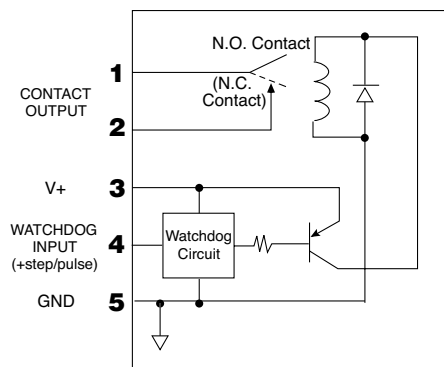 N.O. Contact
1
(N.C.
Contact)
CONTACT
OUTPUT
2
V+
3
WATCHDOG
INPUT
(+step/pulse)
4
Watchdog
Circuit
GND
5